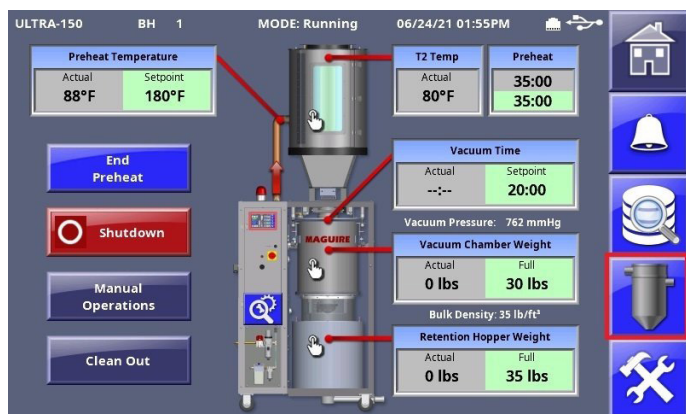 ULTRA-150 BH 1 MODE: Running 06/24/21 01:55PM
Preheat Temperature
Actual Setpoint
88°F 180°F
T2 Temp
Actual
80°F
Preheat
35:00
35:00
End
Preheat
Shutdown
Manual
Operations
Clean Out
Vacuum Time
Actual Setpoint
--:-- 20:00
Vacuum Pressure: 762 mmHg
MAGUIRE
Vacuum Chamber Weight
Actual Full
0 lbs 30 lbs
Bulk Density: 35 lb/ft³
Retention Hopper Weight
Actual Full
0 lbs 35 lbs